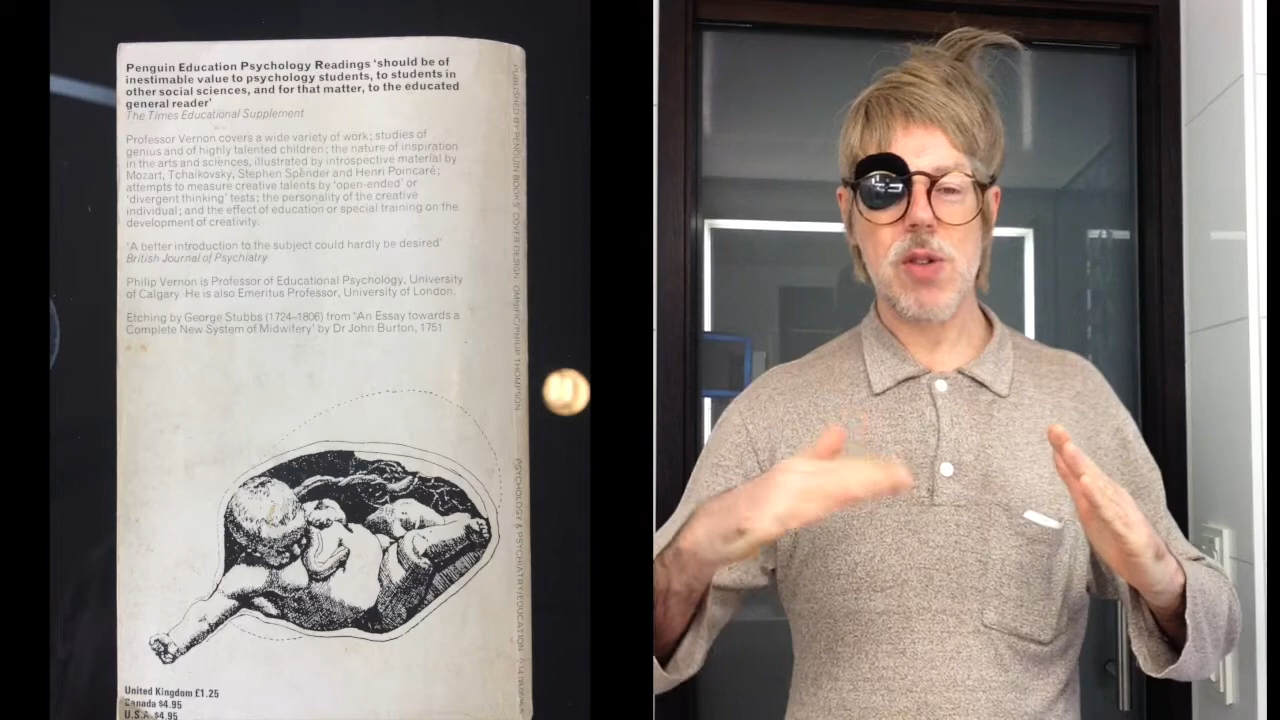 Penguin Education Psychology Readings ‘should be of
inestimable value to psychology students, to students in
other social sciences, and for that matter, to the educated
general reader’
The Times Educational Supplement
Professor Vernon covers a wide variety of work; studies of
genius and of highly talented children; the nature of inspiration
in the arts and sciences, illustrated by introspective material by
Mozart, Tchaikovsky, Stephen Spender and Henri Poincaré;
attempts to measure creative talents by ‘open-ended’ or
‘divergent thinking’ tests; the personality of the creative
individual; and the effect of education or special training on the
development of creativity.
‘A better introduction to the subject could hardly be desired’
British Journal of Psychiatry
Philip Vernon is Professor of Educational Psychology, University
of Calgary. He is also Emeritus Professor, University of London.
Etching by George Stubbs (1724–1806) from ‘An Essay towards a
Complete New System of Midwifery’ by Dr John Burton, 1751
United Kingdom £1.25
Canada $4.95
U.S.A. $4.95
PUBLISHED BY PENGUIN BOOKS COVER DESIGN OMNIFIC/PHILIP THOMPSON
PSYCHOLOGY & PSYCHIATRY/EDUCATION